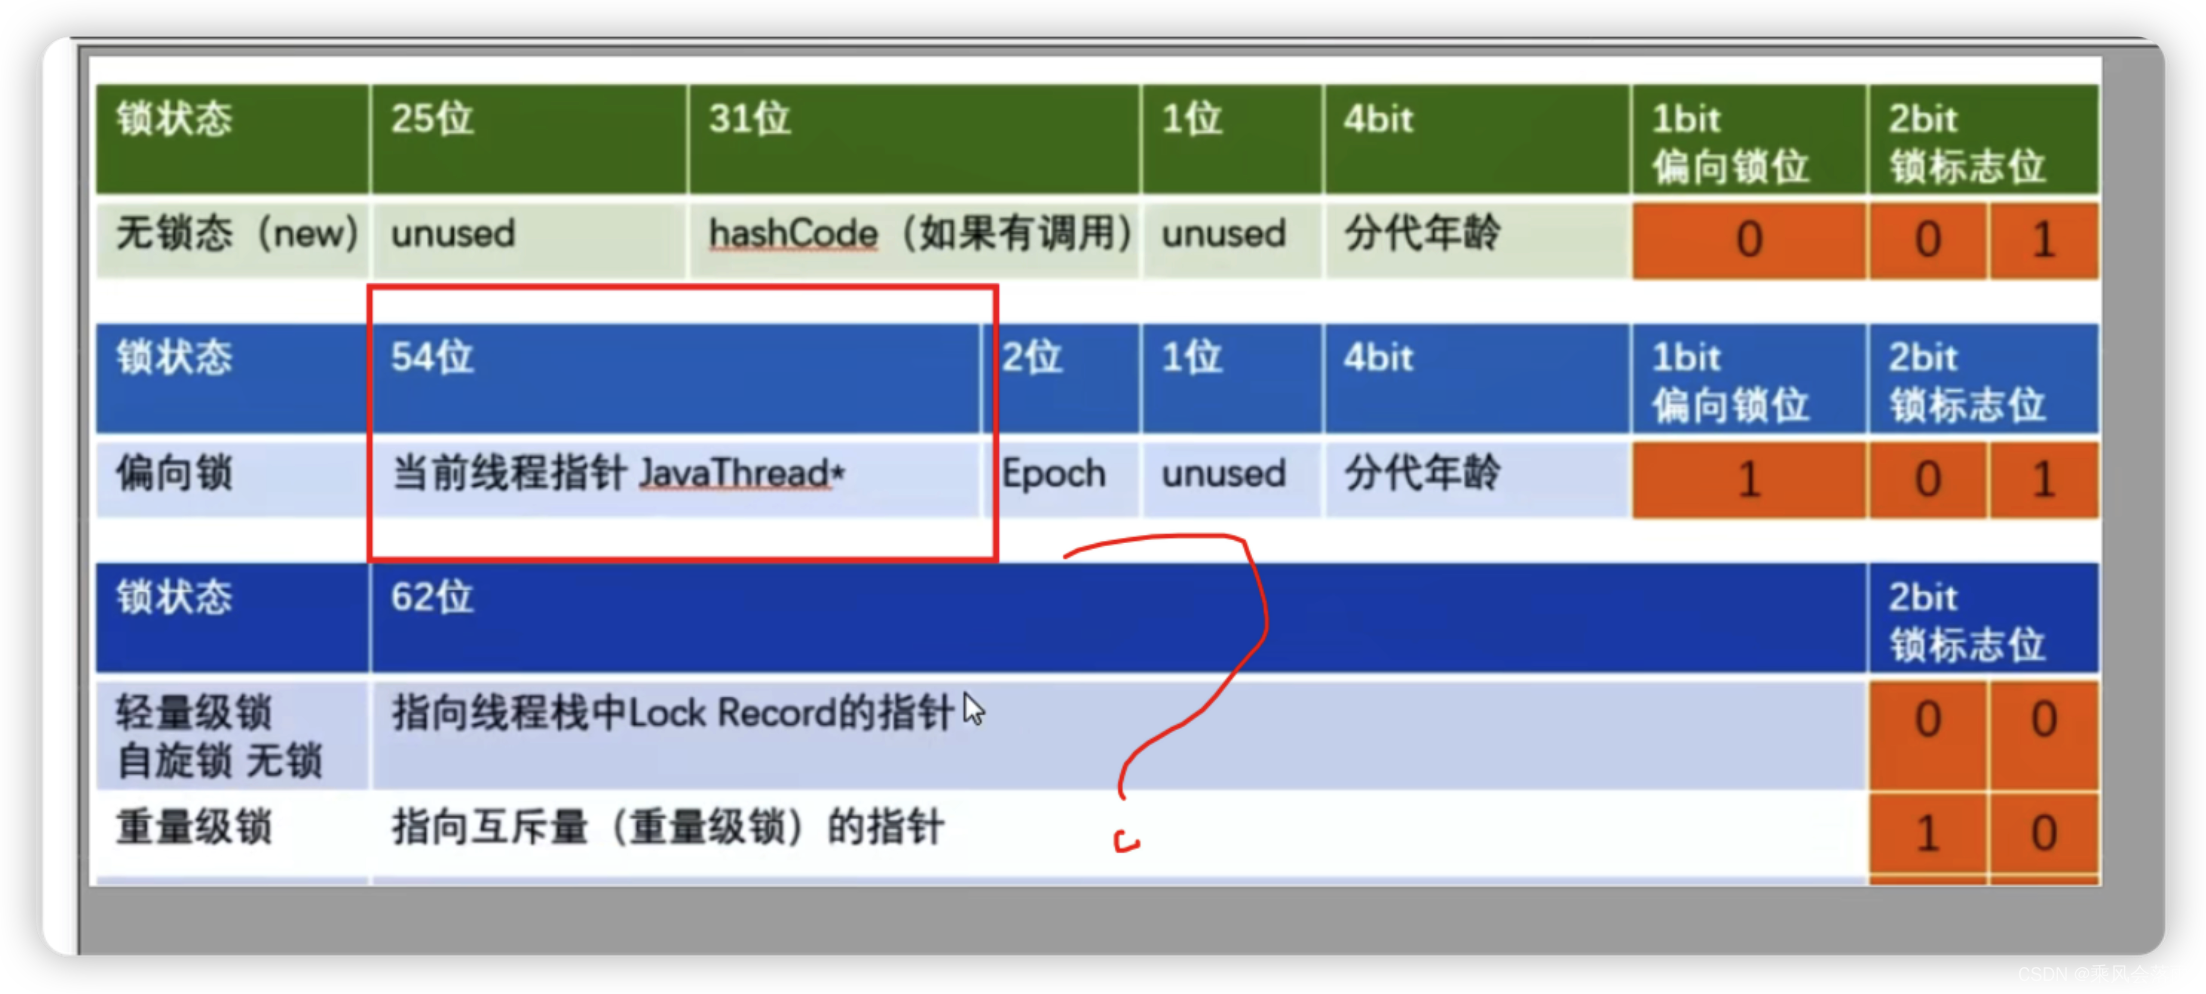 锁状态 25位 31位 1位 4bit 1bit 2bit
偏向锁位 锁标志位
无锁态（new） unused hashCode（如果有调用） unused 分代年龄 0 0 1
锁状态 54位 2位 1位 4bit 1bit 2bit
偏向锁位 锁标志位
偏向锁 当前线程指针 JavaThread* Epoch unused 分代年龄 1 0 1
锁状态 62位 2bit
锁标志位
轻量级锁 指向线程栈中Lock Record的指针 0 0
自旋锁 无锁
重量级锁 指向互斥量（重量级锁）的指针 1 0
CSDN @乘风